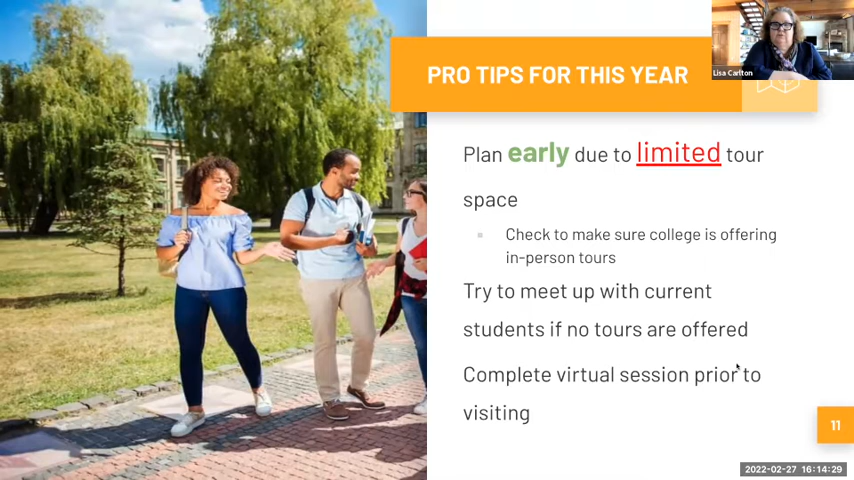 PRO TIPS FOR THIS YEAR
Lisa Carlton
Plan early due to limited tour
space
Check to make sure college is offering
in-person tours
Try to meet up with current
students if no tours are offered
Complete virtual session prior to
visiting
11
2022-02-27 16:14:29